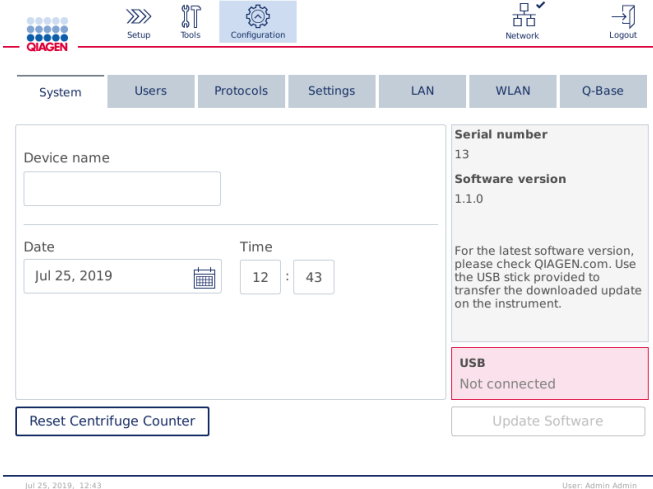 QIAGEN
Setup
Tools
Configuration
Network
Logout
System
Users
Protocols
Settings
LAN
WLAN
Q-Base
Device name
Date
Time
Jul 25, 2019
12 : 43
Serial number
13
Software version
1.1.0
For the latest software version,
please check QIAGEN.com. Use
the USB stick provided to
transfer the downloaded update
on the instrument.
USB
Not connected
Reset Centrifuge Counter
Update Software
Jul 25, 2019, 12:43
User: Admin Admin